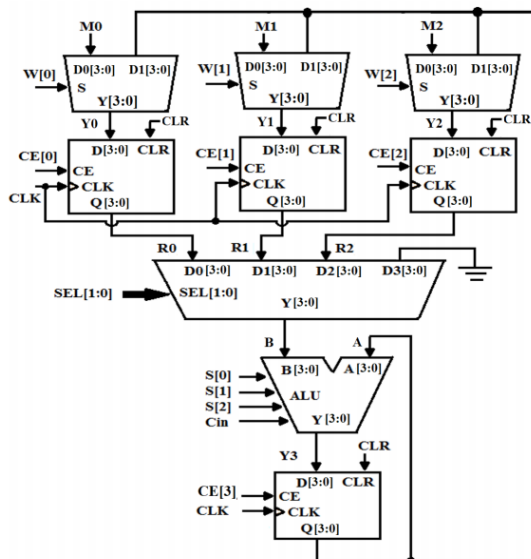 M0 M1 M2
D0[3:0] D1[3:0] D0[3:0] D1[3:0] D0[3:0] D1[3:0]
W[0] S W[1] S W[2] S
Y[3:0] Y[3:0] Y[3:0]
Y0 CLR Y1 CLR Y2 CLR
D[3:0] CLR D[3:0] CLR D[3:0] CLR
CE[0] CE CE[1] CE CE[2] CE
CLK CLK CLK CLK
Q[3:0] Q[3:0] Q[3:0]
R0 R1 R2
D0[3:0] D1[3:0] D2[3:0] D3[3:0]
SEL[1:0] SEL[1:0]
Y[3:0]
B A
B[3:0] A[3:0]
S[0]
S[1] ALU
S[2]
Cin Y[3:0]
Y3 CLR
D[3:0] CLR
CE[3] CE
CLK CLK
Q[3:0]